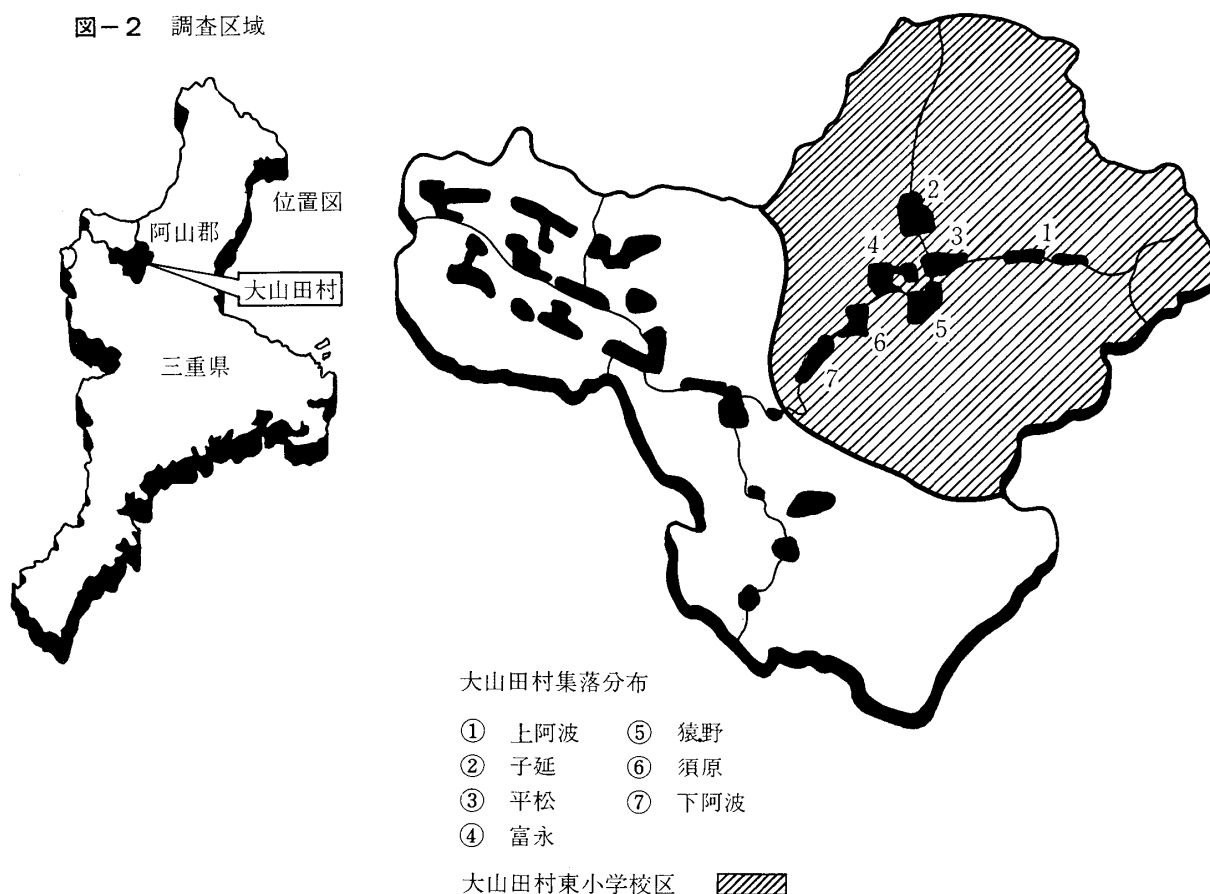 図-2 調査区域
位置図
阿山郡
大山田村
三重県
2
4
3
1
5
6
7
大山田村集落分布
① 上阿波 ⑤ 猿野
② 子延 ⑥ 須原
③ 平松 ⑦ 下阿波
④ 富永
大山田村東小学校区